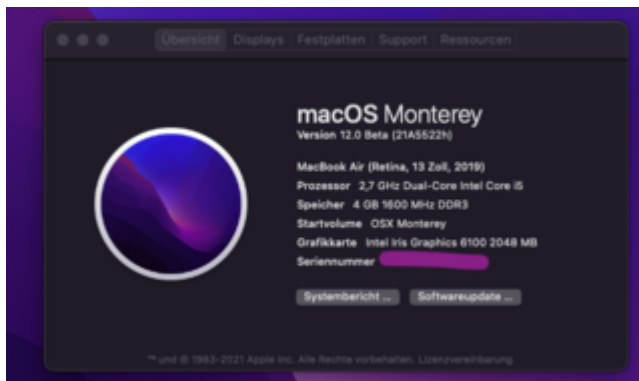 Übersicht Displays Festplatten Support Ressourcen
macOS Monterey
Version 12.0 Beta (21A5522h)
MacBook Air (Retina, 13 Zoll, 2019)
Prozessor 2,7 GHz Dual-Core Intel Core i5
Speicher 4 GB 1600 MHz DDR3
Startvolume OSX Monterey
Grafikkarte Intel Iris Graphics 6100 2048 MB
Seriennummer
Systembericht ... Softwareupdate ...
™ und © 1983-2021 Apple Inc. Alle Rechte vorbehalten. Lizenzvereinbarung